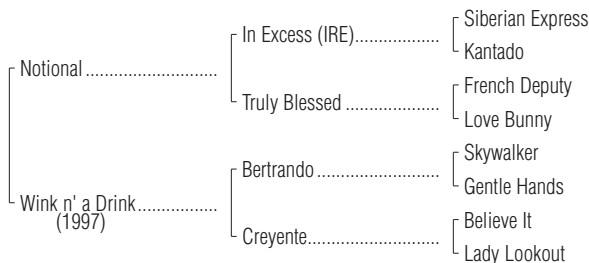 Siberian Express
In Excess (IRE)..................
Kantado
Notional ............................
French Deputy
Truly Blessed ....................
Love Bunny
Skywalker
Bertrando ..........................
Gentle Hands
Wink n' a Drink.................
(1997)
Believe It
Creyente............................
Lady Lookout